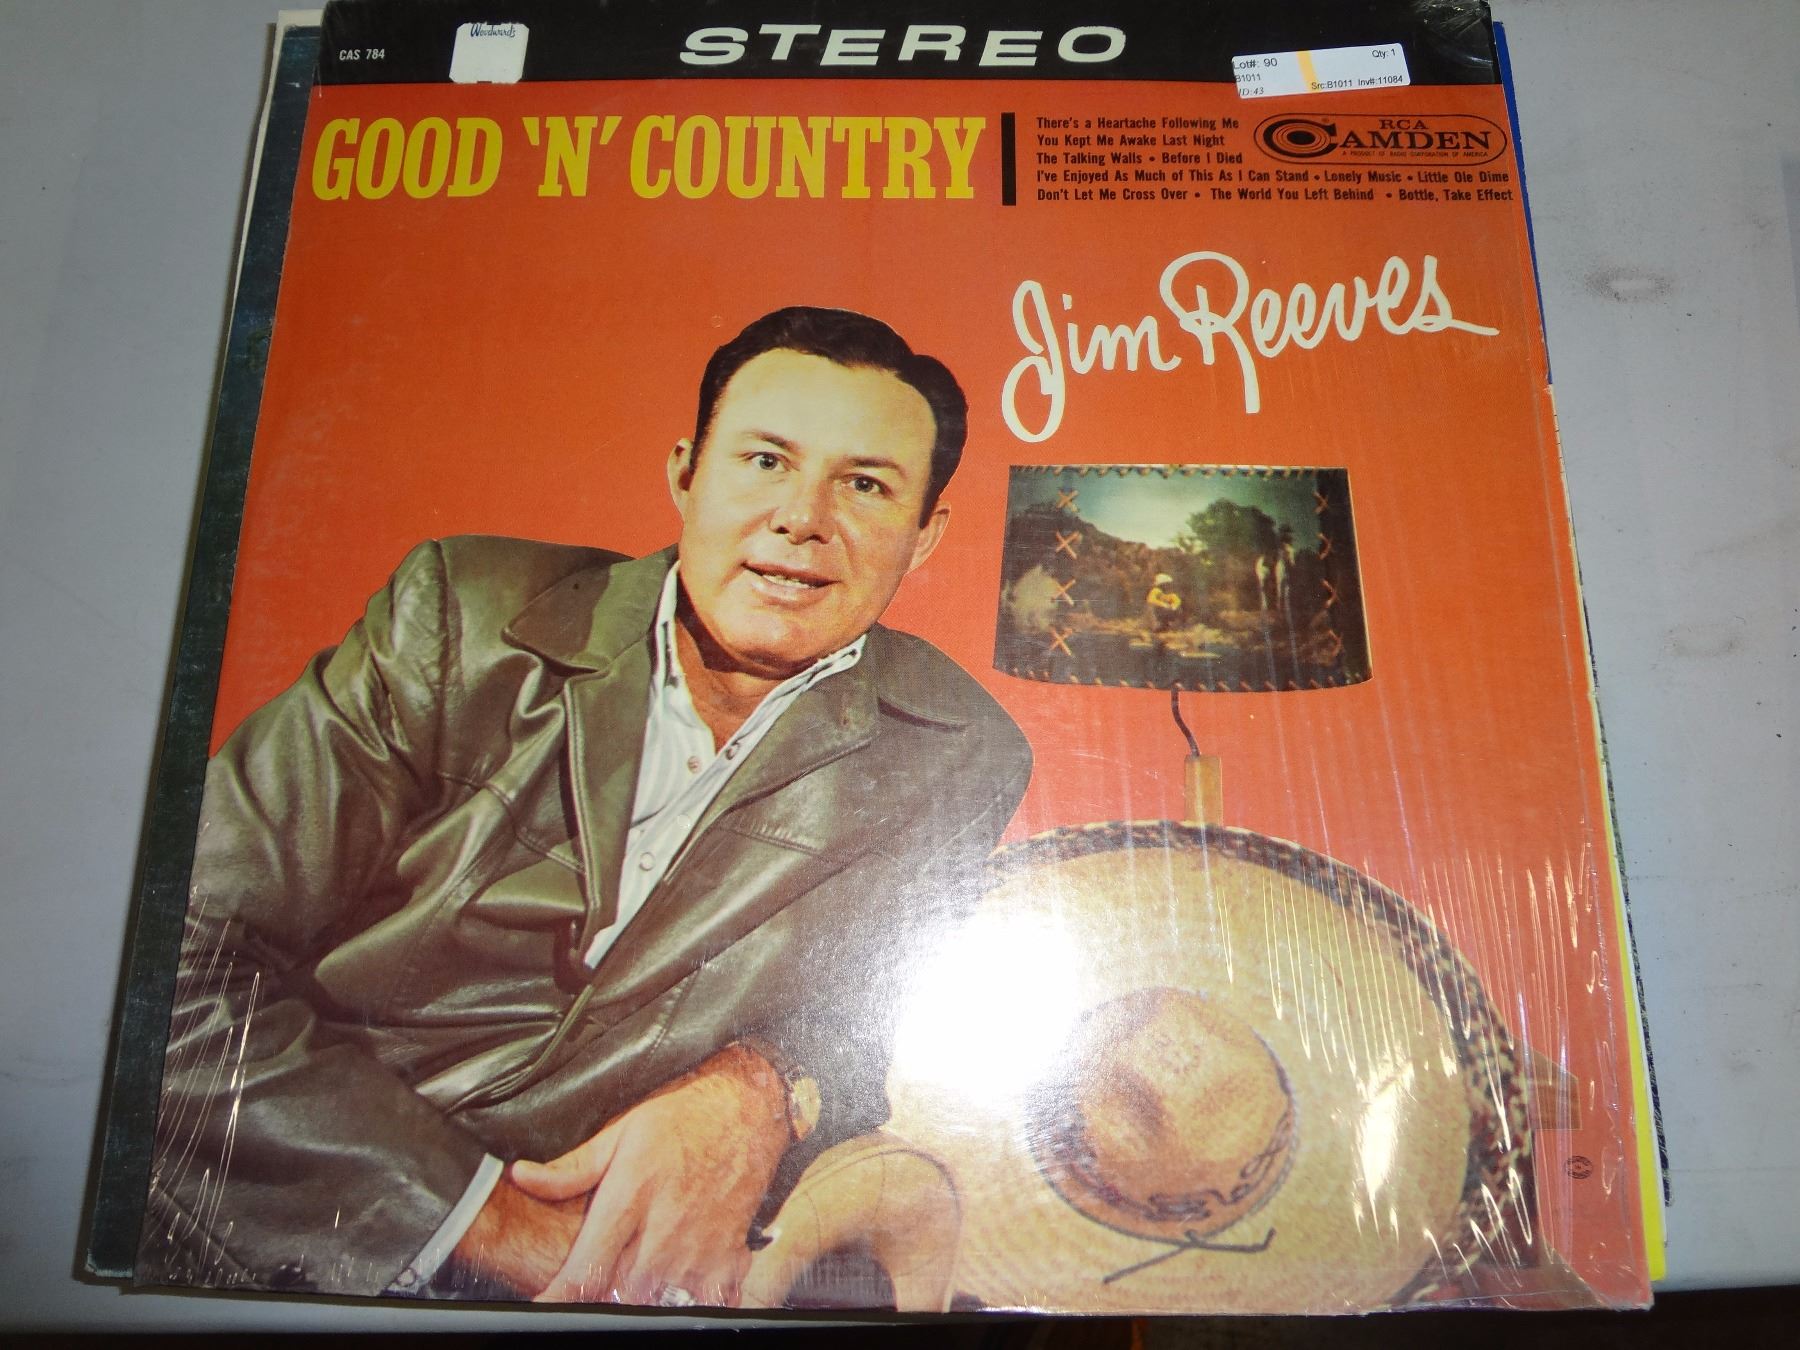 CAS 784
Woodward's
STEREO
Lot#: 90 Qty: 1
B1011
ID:43 Src:B1011 Inv#:11084
GOOD 'N' COUNTRY
There's a Heartache Following Me
You Kept Me Awake Last Night
The Talking Walls • Before I Died
I've Enjoyed As Much of This As I Can Stand • Lonely Music • Little Ole Dime
Don't Let Me Cross Over • The World You Left Behind • Bottle, Take Effect
RCA
CAMDEN
A PRODUCT OF RADIO CORPORATION OF AMERICA
Jim Reeves